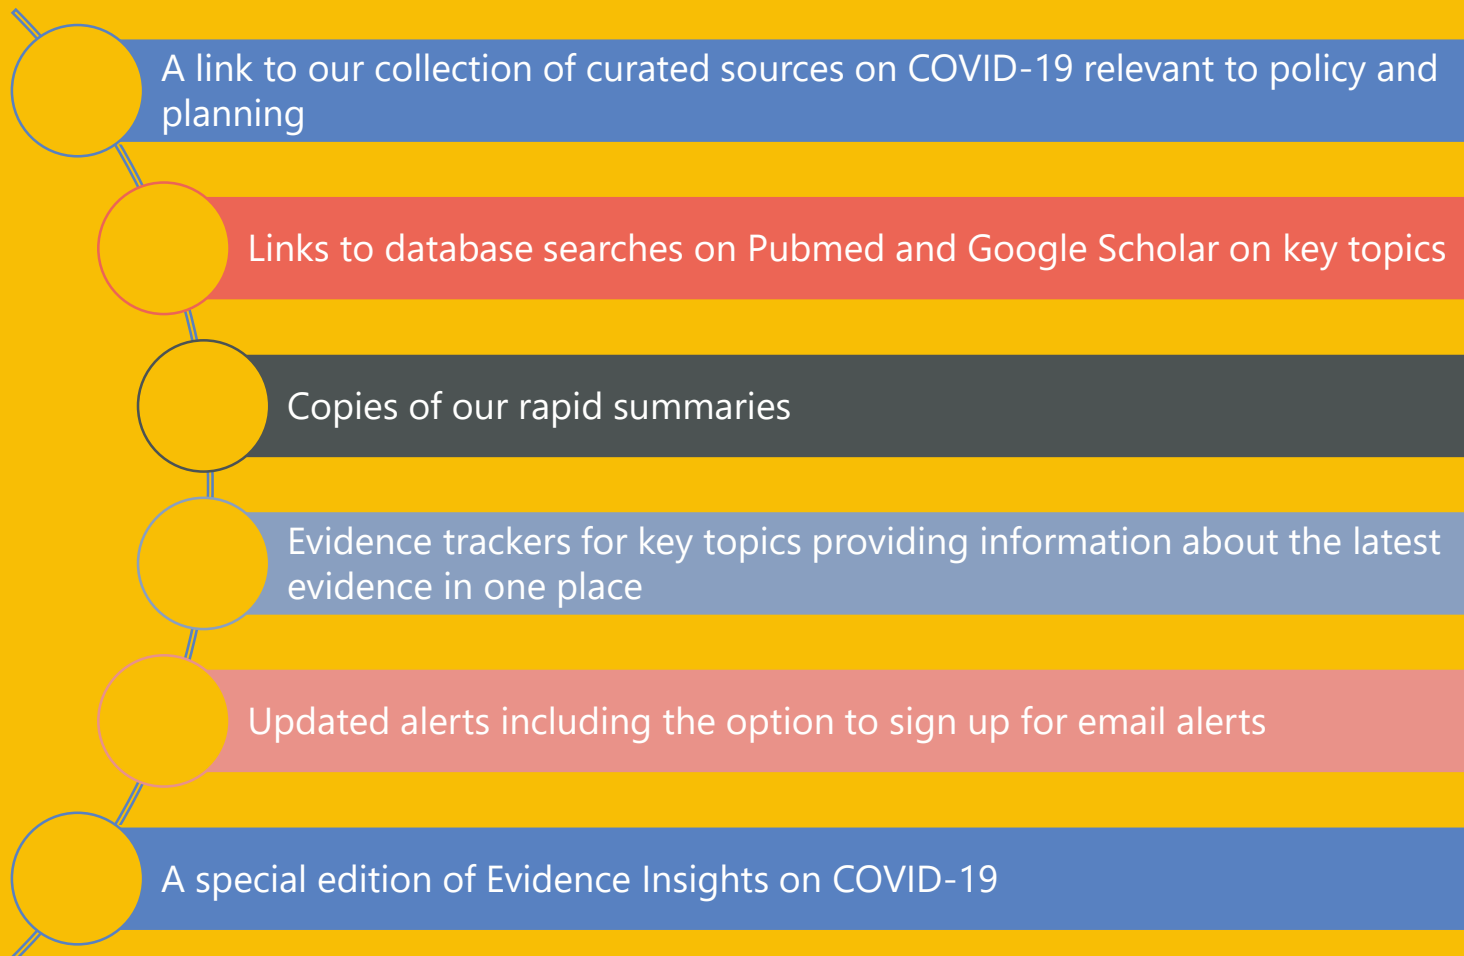 A link to our collection of curated sources on COVID-19 relevant to policy and
planning
Links to database searches on Pubmed and Google Scholar on key topics
Copies of our rapid summaries
Evidence trackers for key topics providing information about the latest
evidence in one place
Updated alerts including the option to sign up for email alerts
A special edition of Evidence Insights on COVID-19